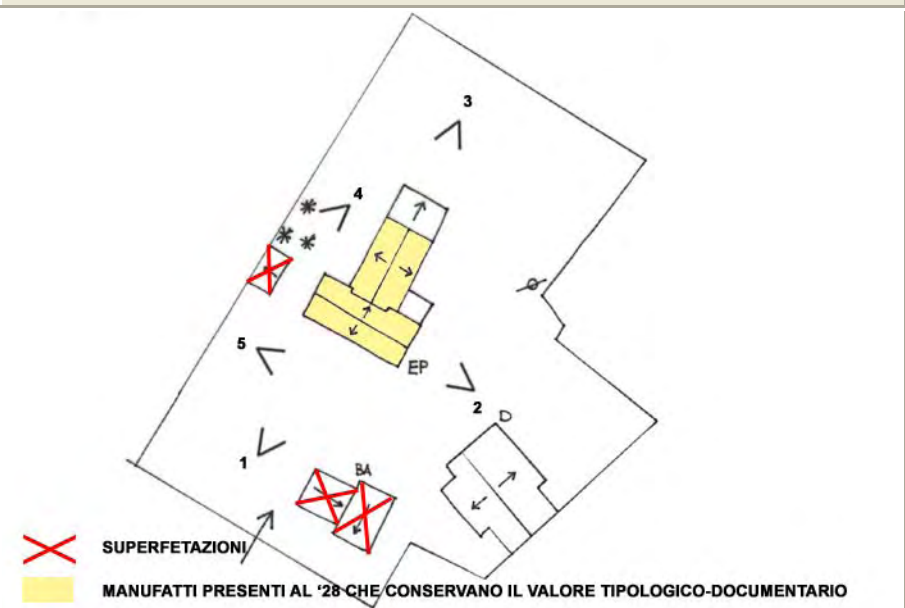 3
4
5
EP
2
D
1
BA
SUPERFETAZIONI
MANUFATTI PRESENTI AL '28 CHE CONSERVANO IL VALORE TIPOLOGICO-DOCUMENTARIO